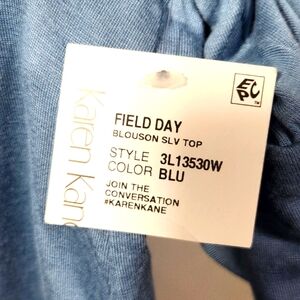 Karen Kane
FIELD DAY
BLOUSON SLV TOP
STYLE 3L13530W
COLOR BLU
JOIN THE
CONVERSATION
#KARENKANE